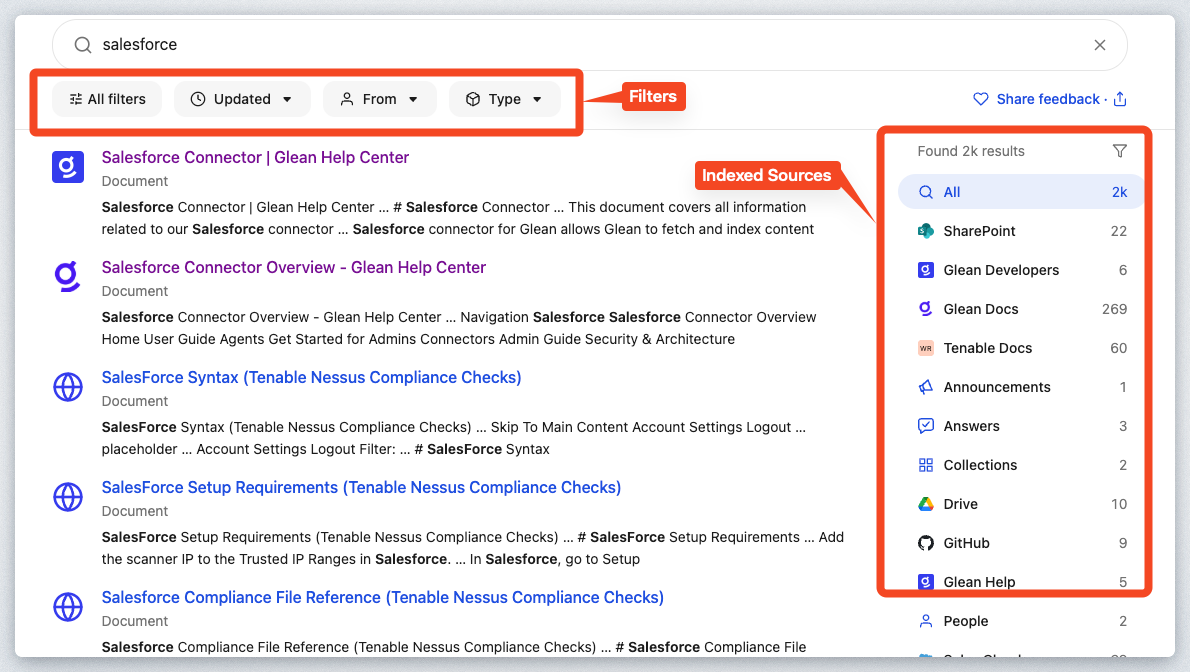 salesforce
All filters
Updated
From
Type
Filters
Share feedback ·
Salesforce Connector | Glean Help Center
Document
Salesforce Connector | Glean Help Center ... # Salesforce Connector ... This document covers all information
related to our Salesforce connector ... Salesforce connector for Glean allows Glean to fetch and index content
Salesforce Connector Overview - Glean Help Center
Document
Salesforce Connector Overview - Glean Help Center ... Navigation Salesforce Salesforce Connector Overview
Home User Guide Agents Get Started for Admins Connectors Admin Guide Security & Architecture
SalesForce Syntax (Tenable Nessus Compliance Checks)
Document
SalesForce Syntax (Tenable Nessus Compliance Checks) ... Skip To Main Content Account Settings Logout ...
placeholder ... Account Settings Logout Filter: ... # SalesForce Syntax
SalesForce Setup Requirements (Tenable Nessus Compliance Checks)
Document
SalesForce Setup Requirements (Tenable Nessus Compliance Checks) ... # SalesForce Setup Requirements ... Add
the scanner IP to the Trusted IP Ranges in Salesforce. ... In Salesforce, go to Setup
Salesforce Compliance File Reference (Tenable Nessus Compliance Checks)
Document
Salesforce Compliance File Reference (Tenable Nessus Compliance Checks) ... # Salesforce Compliance File
Indexed Sources
Found 2k results
All 2k
SharePoint 22
Glean Developers 6
Glean Docs 269
WR Tenable Docs 60
Announcements 1
Answers 3
Collections 2
Drive 10
GitHub 9
Glean Help 5
People 2